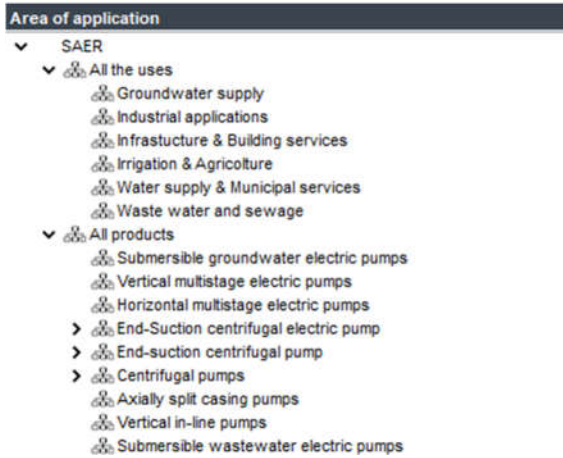 Area of application
SAER
All the uses
Groundwater supply
Industrial applications
Infrastucture & Building services
Irrigation & Agricolture
Water supply & Municipal services
Waste water and sewage
All products
Submersible groundwater electric pumps
Vertical multistage electric pumps
Horizontal multistage electric pumps
End-Suction centrifugal electric pump
End-suction centrifugal pump
Centrifugal pumps
Axially split casing pumps
Vertical in-line pumps
Submersible wastewater electric pumps